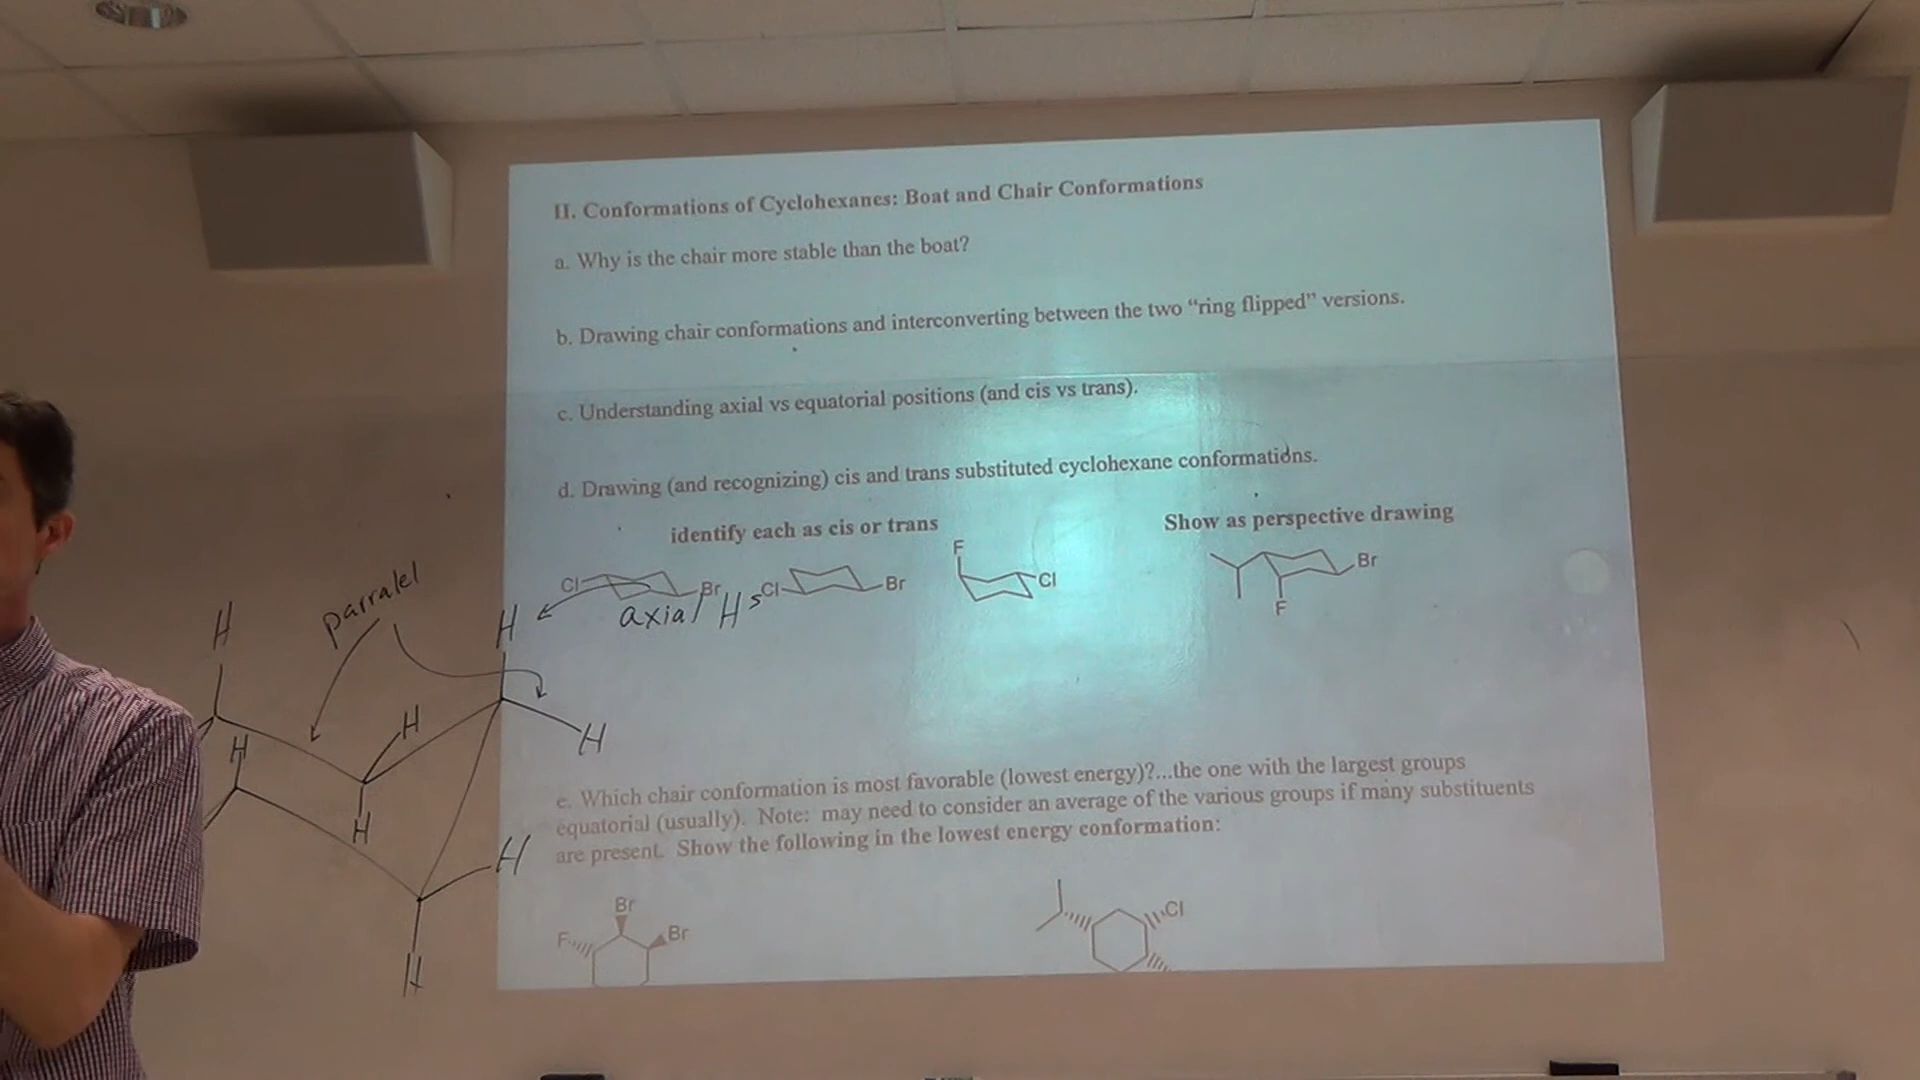 II. Conformations of Cyclohexanes: Boat and Chair Conformations
a. Why is the chair more stable than the boat?
b. Drawing chair conformations and interconverting between the two “ring flipped” versions.
c. Understanding axial vs equatorial positions (and cis vs trans).
d. Drawing (and recognizing) cis and trans substituted cyclohexane conformations.
identify each as cis or trans
Show as perspective drawing
Cl Br Cl Br F Cl Br F
axial Hs
parralel
H H H H H H H H
e. Which chair conformation is most favorable (lowest energy)?...the one with the largest groups
equatorial (usually). Note: may need to consider an average of the various groups if many substituents
are present. Show the following in the lowest energy conformation:
F Br Br Cl